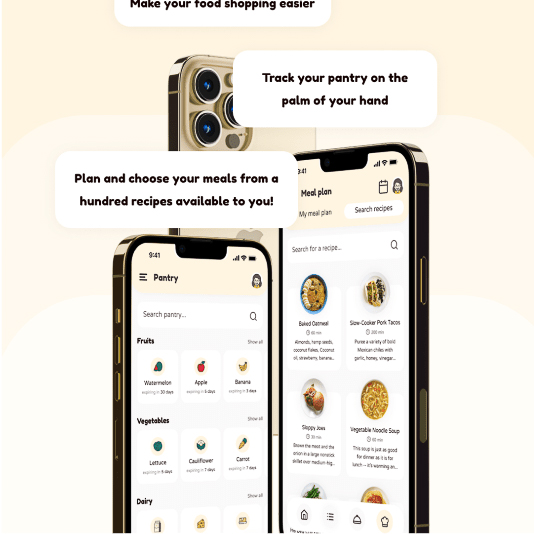 Make your food shopping easier
Track your pantry on the
palm of your hand
Plan and choose your meals from a
hundred recipes available to you!
9:41
Meal plan
My meal plan
Search recipes
Search for a recipe...
Baked Oatmeal
60 min
Almonds, hemp seeds,
coconut flakes, Coconut
oil, strawberry, banana...
Slow-Cooker Pork Tacos
200 min
Puree a variety of bold
Mexican chiles with
garlic, honey, vinegar...
Sloppy Joes
30 min
Brown the meat and the
onion in a large nonstick
skillet over medium-hig...
Vegetable Noodle Soup
60 min
This soup is just as good
for dinner as it is for
lunch – it's warming an...
9:41
Pantry
Search pantry...
Fruits
Show all
Watermelon
Apple
Banana
expiring in 30 days
expiring in 5 days
expiring in 3 days
Vegetables
Show all
Lettuce
Cauliflower
Carrot
expiring in 5 days
expiring in 7 days
expiring in 7 days
Dairy
Show all